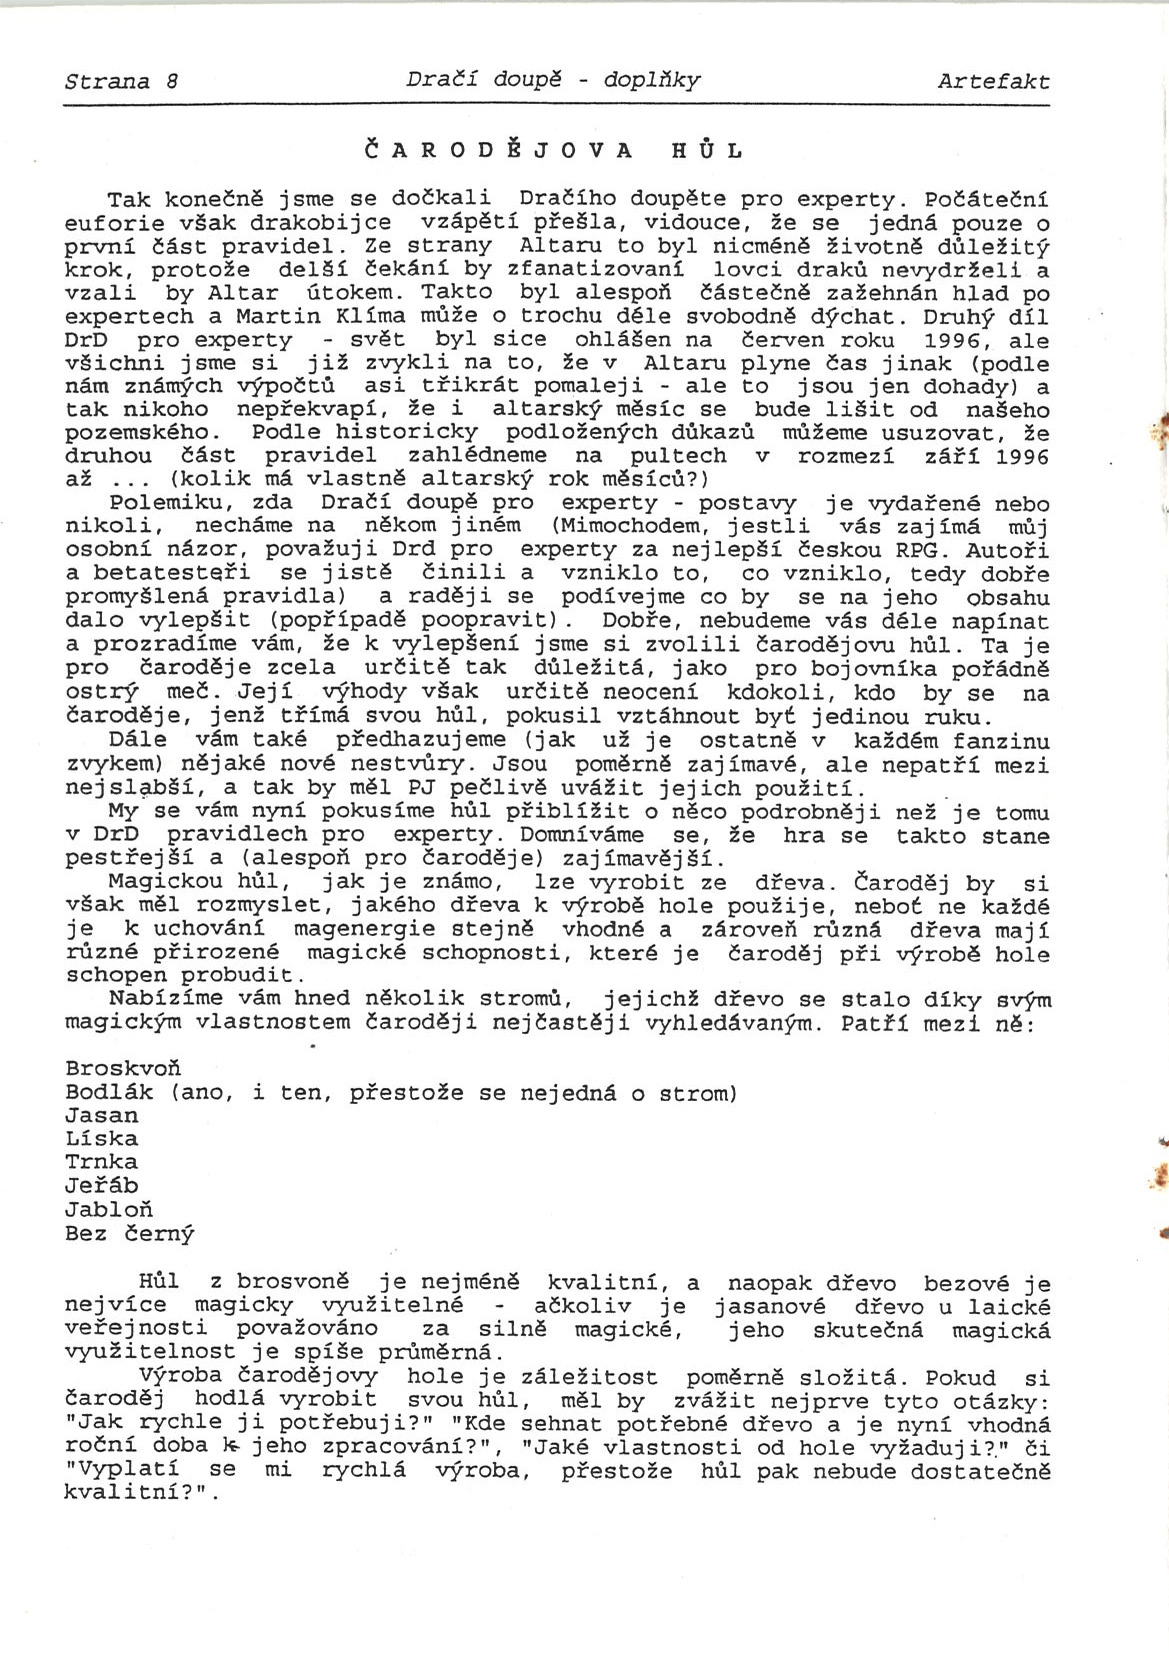 Strana 8 Dračí doupě - doplňky Artefakt
ČARODĚJOVA HŮL
Tak konečně jsme se dočkali Dračího doupěte pro experty. Počáteční
euforie však drakobijce vzápětí přešla, vidouce, že se jedná pouze o
první část pravidel. Ze strany Altaru to byl nicméně životně důležitý
krok, protože delší čekání by zfanatizovaní lovci draků nevydrželi a
vzali by Altar útokem. Takto byl alespoň částečně zažehnán hlad po
expertech a Martin Klíma může o trochu déle svobodně dýchat. Druhý díl
DrD pro experty - svět byl sice ohlášen na červen roku 1996, ale
všichni jsme si již zvykli na to, že v Altaru plyne čas jinak (podle
nám známých výpočtů asi třikrát pomaleji - ale to jsou jen dohady) a
tak nikoho nepřekvapí, že i altarský měsíc se bude lišit od našeho
pozemského. Podle historicky podložených důkazů můžeme usuzovat, že
druhou část pravidel zahlédneme na pultech v rozmezí září 1996
až ... (kolik má vlastně altarský rok měsíců?)
Polemiku, zda Dračí doupě pro experty - postavy je vydařené nebo
nikoli, necháme na někom jiném (Mimochodem, jestli vás zajímá můj
osobní názor, považuji Drd pro experty za nejlepší českou RPG. Autoři
a betatesteři se jistě činili a vzniklo to, co vzniklo, tedy dobře
promyšlená pravidla) a raději se podívejme co by se na jeho obsahu
dalo vylepšit (popřípadě poopravit). Dobře, nebudeme vás déle napínat
a prozradíme vám, že k vylepšení jsme si zvolili čarodějovu hůl. Ta je
pro čaroděje zcela určitě tak důležitá, jako pro bojovníka pořádně
ostrý meč. Její výhody však určitě neocení kdokoli, kdo by se na
čaroděje, jenž třímá svou hůl, pokusil vztáhnout byť jedinou ruku.
Dále vám také předhazujeme (jak už je ostatně v každém fanzinu
zvykem) nějaké nové nestvůry. Jsou poměrně zajímavé, ale nepatří mezi
nejslabší, a tak by měl PJ pečlivě uvážit jejich použití.
My se vám nyní pokusíme hůl přiblížit o něco podrobněji než je tomu
v DrD pravidlech pro experty. Domníváme se, že hra se takto stane
pestřejší a (alespoň pro čaroděje) zajímavější.
Magickou hůl, jak je známo, lze vyrobit ze dřeva. Čaroděj by si
však měl rozmyslet, jakého dřeva k výrobě hole použije, neboť ne každé
je k uchování magenergie stejně vhodné a zároveň různá dřeva mají
různé přirozené magické schopnosti, které je čaroděj při výrobě hole
schopen probudit.
Nabízíme vám hned několik stromů, jejichž dřevo se stalo díky svým
magickým vlastnostem čaroději nejčastěji vyhledávaným. Patří mezi ně:
Broskvoň
Bodlák (ano, i ten, přestože se nejedná o strom)
Jasan
Líska
Trnka
Jeřáb
Jabloň
Bez černý
Hůl z brosvoně je nejméně kvalitní, a naopak dřevo bezové je
nejvíce magicky využitelné - ačkoliv je jasanové dřevo u laické
veřejnosti považováno za silně magické, jeho skutečná magická
využitelnost je spíše průměrná.
Výroba čarodějovy hole je záležitost poměrně složitá. Pokud si
čaroděj hodlá vyrobit svou hůl, měl by zvážit nejprve tyto otázky:
"Jak rychle ji potřebuji?" "Kde sehnat potřebné dřevo a je nyní vhodná
roční doba k jeho zpracování?", "Jaké vlastnosti od hole vyžaduji?" či
"Vyplatí se mi rychlá výroba, přestože hůl pak nebude dostatečně
kvalitní?".